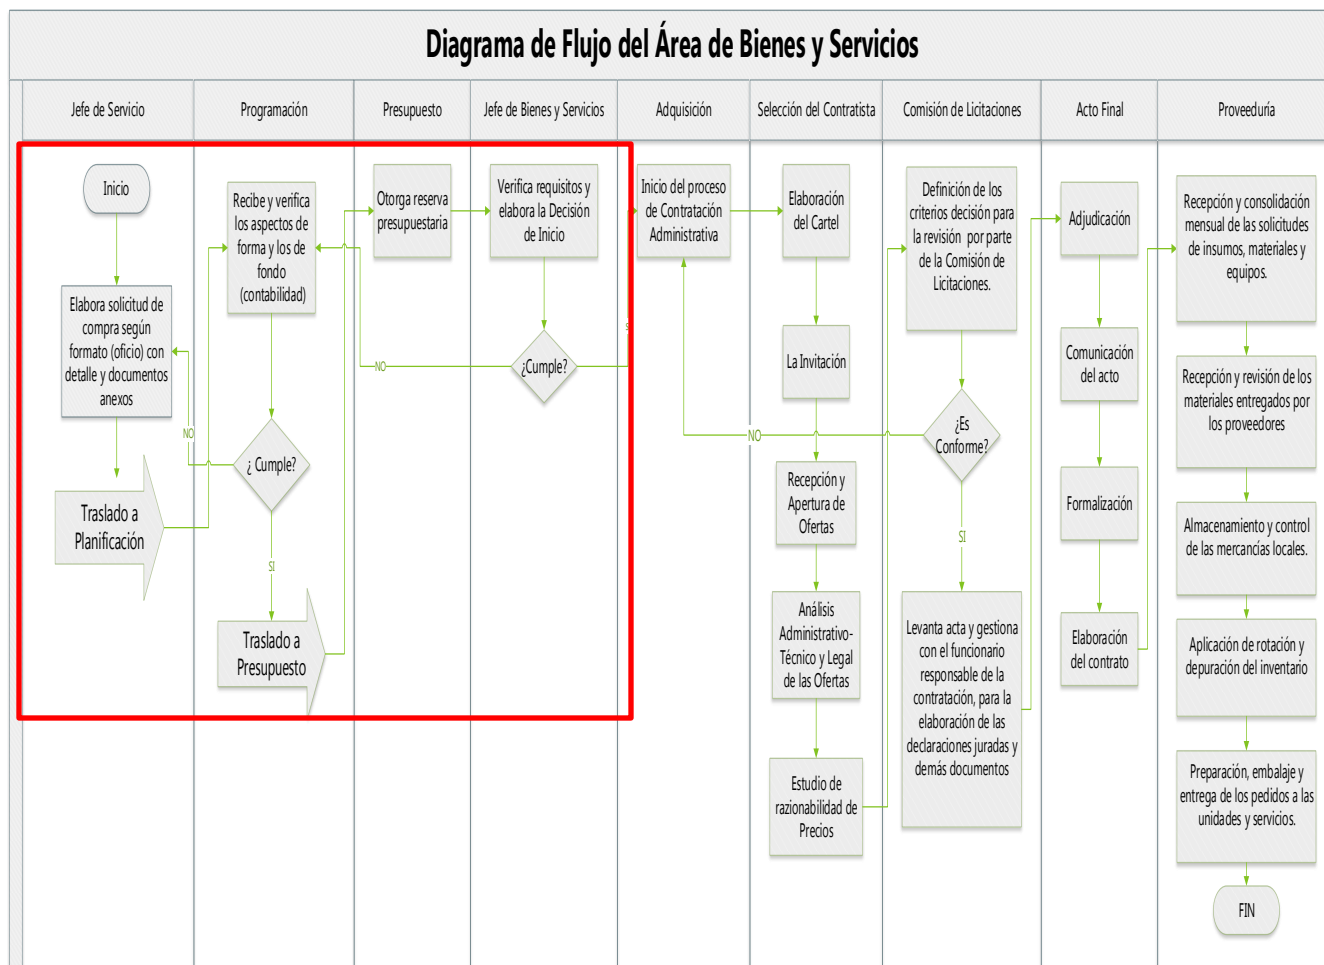 Diagrama de Flujo del Área de Bienes y Servicios
Jefe de Servicio
Programación
Presupuesto
Jefe de Bienes y Servicios
Adquisición
Selección del Contratista
Comisión de Licitaciones
Acto Final
Proveeduría
Inicio
Elabora solicitud de
compra según
formato (oficio) con
detalle y documentos
anexos
Traslado a
Planificación
Recibe y verifica
los aspectos de
forma y los de
fondo
(contabilidad)
¿ Cumple?
NO
SI
Traslado a
Presupuesto
Otorga reserva
presupuestaria
Verifica requisitos y
elabora la Decisión
de Inicio
¿Cumple?
NO
S
Inicio del proceso
de Contratación
Administrativa
Elaboración
del Cartel
La Invitación
Recepción y
Apertura de
Ofertas
Análisis
Administrativo-
Técnico y Legal
de las Ofertas
Estudio de
razionabilidad de
Precios
Definición de los
criterios decisión para
la revisión por parte
de la Comisión de
Licitaciones.
¿Es
Conforme?
NO
SI
Levanta acta y gestiona
con el funcionario
responsable de la
contratación, para la
elaboración de las
declaraciones juradas y
demás documentos
Adjudicación
Comunicación
del acto
Formalización
Elaboración
del contrato
Recepción y consolidación
mensual de las solicitudes
de insumos, materiales y
equipos.
Recepción y revisión de los
materiales entregados por
los proveedores
Almacenamiento y control
de las mercancías locales.
Aplicación de rotación y
depuración del inventario
Preparación, embalaje y
entrega de los pedidos a las
unidades y servicios.
FIN